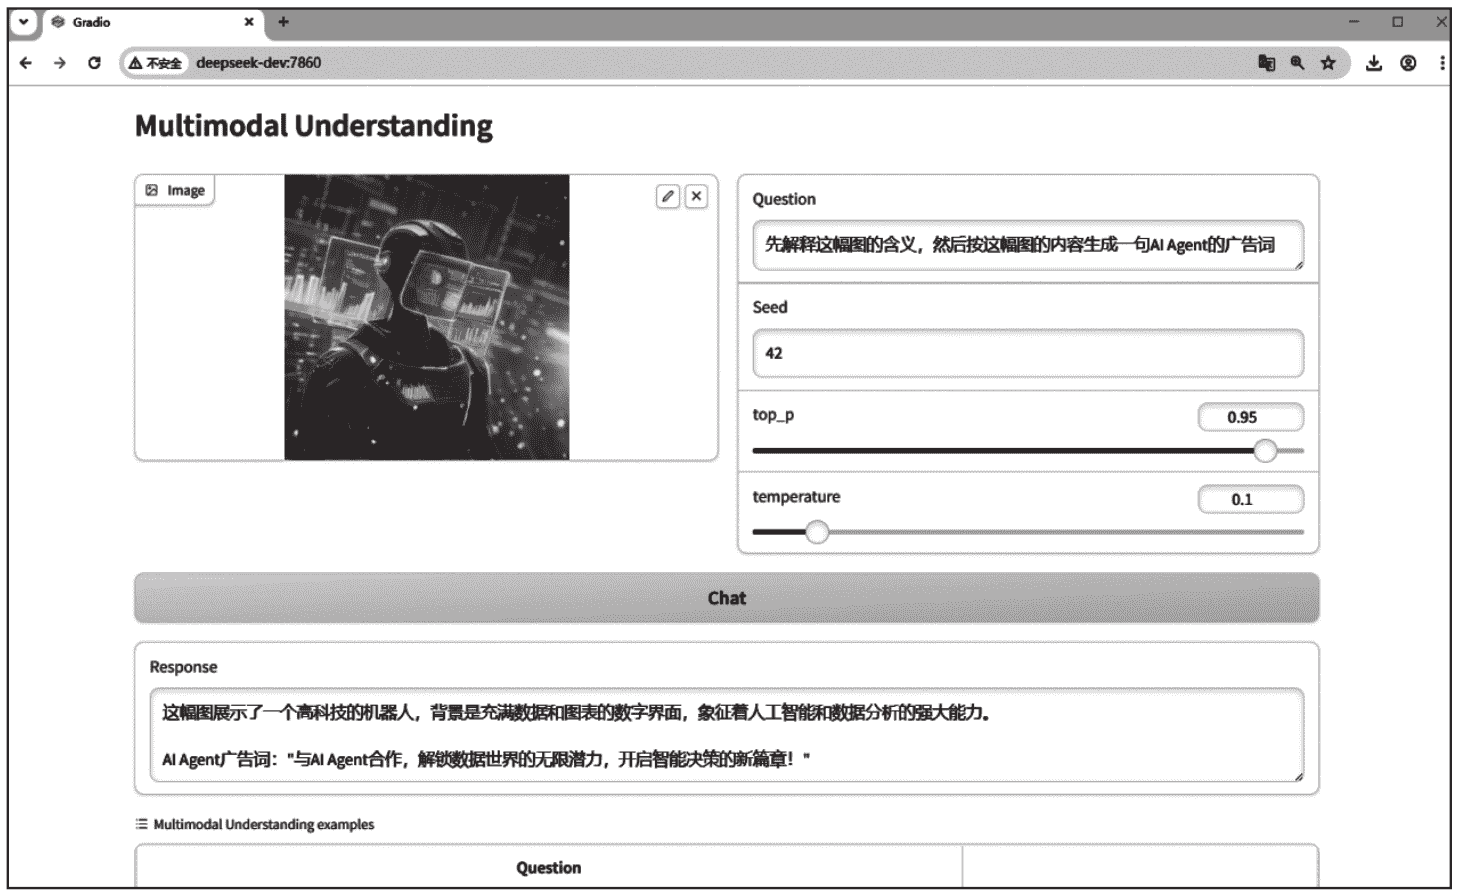 Gradio
不安全 deepseek-dev:7860
Multimodal Understanding
Image
Question
先解释这幅图的含义，然后按这幅图的内容生成一句AI Agent的广告词
Seed
42
top_p
0.95
temperature
0.1
Chat
Response
这幅图展示了一个高科技的机器人，背景是充满数据和图表的数字界面，象征着人工智能和数据分析的强大能力。
AI Agent广告词："与AI Agent合作，解锁数据世界的无限潜力，开启智能决策的新篇章！"
Multimodal Understanding examples
Question